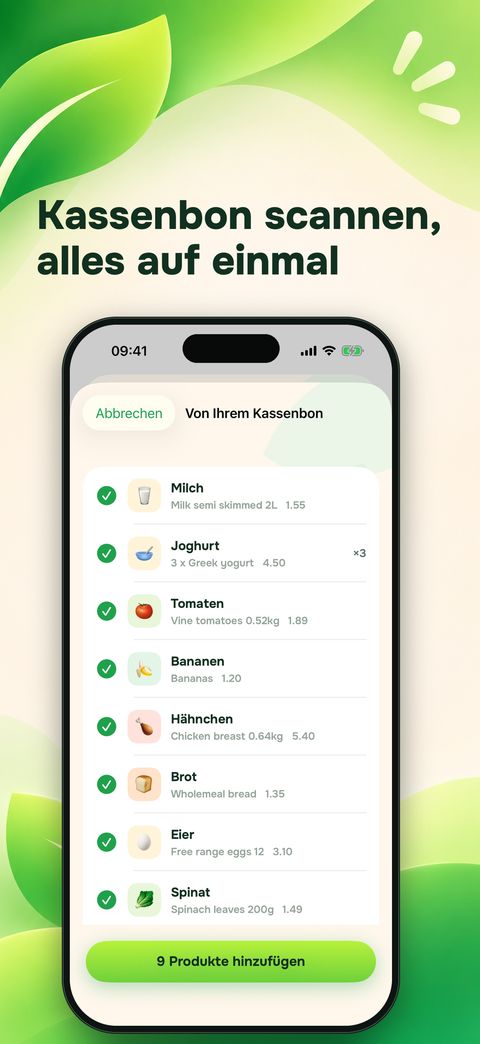 Kassenbon scannen,
alles auf einmal
09:41
Abbrechen
Von Ihrem Kassenbon
Milch
Milk semi skimmed 2L 1.55
Joghurt
3 x Greek yogurt 4.50
×3
Tomaten
Vine tomatoes 0.52kg 1.89
Bananen
Bananas 1.20
Hähnchen
Chicken breast 0.64kg 5.40
Brot
Wholemeal bread 1.35
Eier
Free range eggs 12 3.10
Spinat
Spinach leaves 200g 1.49
9 Produkte hinzufügen